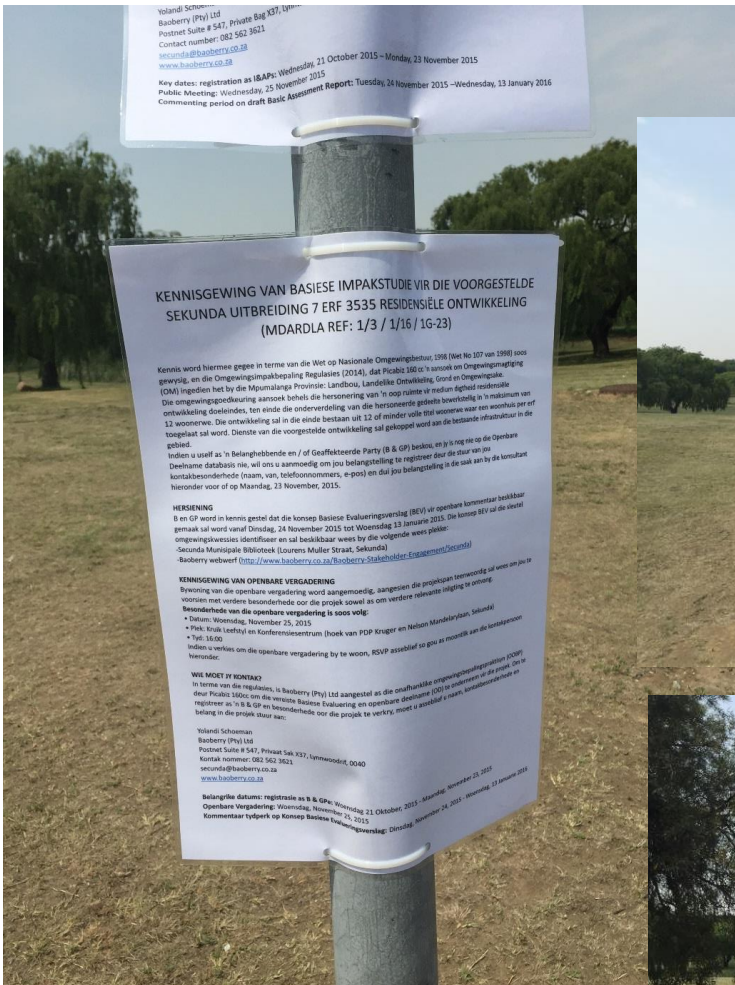 Yolandi
Baoberry (Pty) Ltd
Postnet Suite # 547, Private Bag X37,
Contact number: 082 562 3621
secunda@baoberry.co.za
www.baoberry.co.za
Key dates: registration as I&APs: Wednesday, 21 October 2015 – Monday, 23 November 2015
Public Meeting: Wednesday, 25 November 2015
Commenting period on draft Basic Assessment Report: Tuesday, 24 November 2015 –Wednesday, 13 January 2016
KENNISGEWING VAN BASIESE IMPAKSTUDIE VIR DIE VOORGESTELDE
SEKUNDA UITBREIDING 7 ERF 3535 RESIDENSIËLE ONTWIKKELING
(MDARDLA REF: 1/3 / 1/16 / 1G-23)
Kennis word hiermee gegee in terme van die Wet op Nasionale Omgewingsbestuur, 1998 (Wet No 107 van 1998) soos
gewysig, en die Omgewingsimpakbepaling Regulasies (2014), dat Picabiz 160 cc 'n aansoek om Omgewingsmagtiging
(OM) ingedien het by die Mpumalanga Provinsie: Landbou, Landelike Ontwikkeling, Grond en Omgewingsake.
Die omgewingsgoedkeuring aansoek behels die hersonering van 'n oop ruimte vir medium digtheid residensiële
ontwikkeling doeleindes, ten einde die onderverdeling van die hersoneerde gedeelte bewerkstellig in 'n maksimum van
12 woonerwe. Die ontwikkeling sal in die einde bestaan uit 12 of minder volle titel woonerwe waar een woonhuis per erf
toegelaat sal word. Dienste van die voorgestelde ontwikkeling sal gekoppel word aan die bestaande infrastruktuur in die
gebied.
Indien u uself as 'n Belanghebbende en / of Geaffekteerde Party (B & GP) beskou, en jy is nog nie op die Openbare
Deelname databasis nie, wil ons u aanmoedig om jou belangstelling te registreer deur die stuur van jou
kontakbesonderhede (naam, van, telefoonnommers, e-pos) en dui jou belangstelling in die saak aan by die konsultant
hieronder voor of op Maandag, 23 November, 2015.
HERSIENING
B en GP word in kennis gestel dat die konsep Basiese Evalueringsverslag (BEV) vir openbare kommentaar beskikbaar
gemaak sal word vanaf Dinsdag, 24 November 2015 tot Woensdag 13 Januarie 2015. Die konsep BEV sal die sleutel
omgewingskwessies identifiseer en sal beskikbaar wees by die volgende wees plekke:
-Secunda Munisipale Biblioteek (Lourens Muller Straat, Sekunda)
-Baoberry webwerf (http://www.baoberry.co.za/Baoberry-Stakeholder-Engagement/Secunda)
KENNISGEWING VAN OPENBARE VERGADERING
Bywoning van die openbare vergadering word aangemoedig, aangesien die projekspan teenwoordig sal wees om jou te
voorsien met verdere besonderhede oor die projek sowel as om verdere relevante inligting te ontvang.
Besonderhede van die openbare vergadering is soos volg:
• Datum: Woensdag, November 25, 2015
• Plek: Kruik Leefstyl en Konferensiesentrum (hoek van PDP Kruger en Nelson Mandelarylaan, Sekunda)
• Tyd: 16:00
Indien u verkies om die openbare vergadering by te woon, RSVP asseblief so gou as moontlik aan die kontakpersoon
hieronder.
WIE MOET JY KONTAK?
In terme van die regulasies, is Baoberry (Pty) Ltd aangestel as die onafhanklike omgewingsbepalingspraktisyn (OOBP)
deur Picabiz 160cc om die vereiste Basiese Evaluering en openbare deelname (OD) te onderneem vir die projek. Om te
registreer as 'n B & GP en besonderhede oor die projek te verkry, moet u asseblief u naam, kontakbesonderhede en
belang in die projek stuur aan:
Yolandi Schoeman
Baoberry (Pty) Ltd
Postnet Suite # 547, Privaat Sak X37, Lynnwoodrif, 0040
Kontak nommer: 082 562 3621
secunda@baoberry.co.za
www.baoberry.co.za
Belangrike datums: registrasie as B & GPe: Woensdag 21 Oktober, 2015 - Maandag, November 23, 2015
Openbare Vergadering: Woensdag, November 25, 2015
Kommentaar tydperk op Konsep Basiese Evalueringsverslag: Dinsdag, November 24, 2015 - Woensdag, 13 Januarie 2016